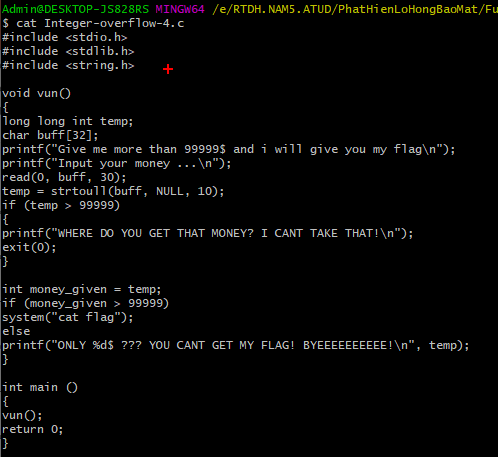 Admin@DESKTOP-JS828RS MINGW64 /e/RTDH.NAM5.ATUD/PhatHienLoHongBaoMat/Fu
$ cat Integer-overflow-4.c
#include <stdio.h>
#include <stdlib.h>
#include <string.h>
void vun()
{
long long int temp;
char buff[32];
printf("Give me more than 99999$ and i will give you my flag\n");
printf("Input your money ...\n");
read(0, buff, 30);
temp = strtoull(buff, NULL, 10);
if (temp > 99999)
{
printf("WHERE DO YOU GET THAT MONEY? I CANT TAKE THAT!\n");
exit(0);
}
int money_given = temp;
if (money_given > 99999)
system("cat flag");
else
printf("ONLY %d$ ??? YOU CANT GET MY FLAG! BYEEEEEEEEEE!\n", temp);
}
int main ()
{
vun();
return 0;
}